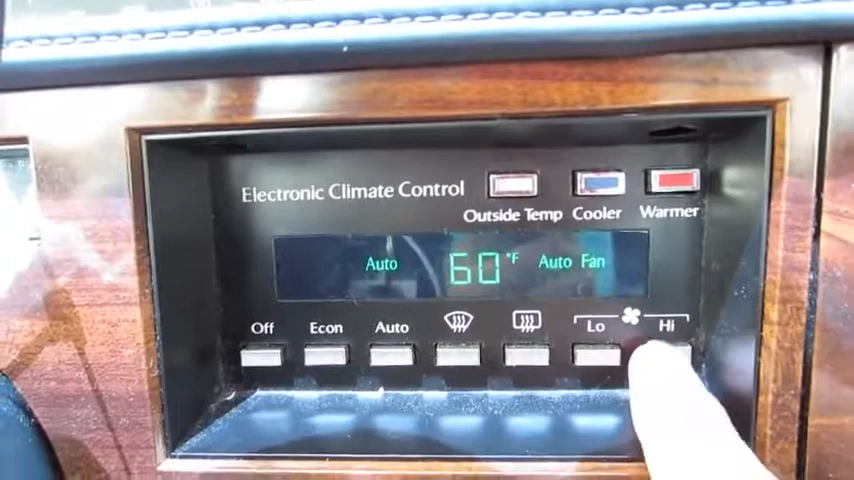 Electronic Climate Control
Outside Temp Cooler Warmer
Auto 60 °F Auto Fan
Off Econ Auto Lo Hi